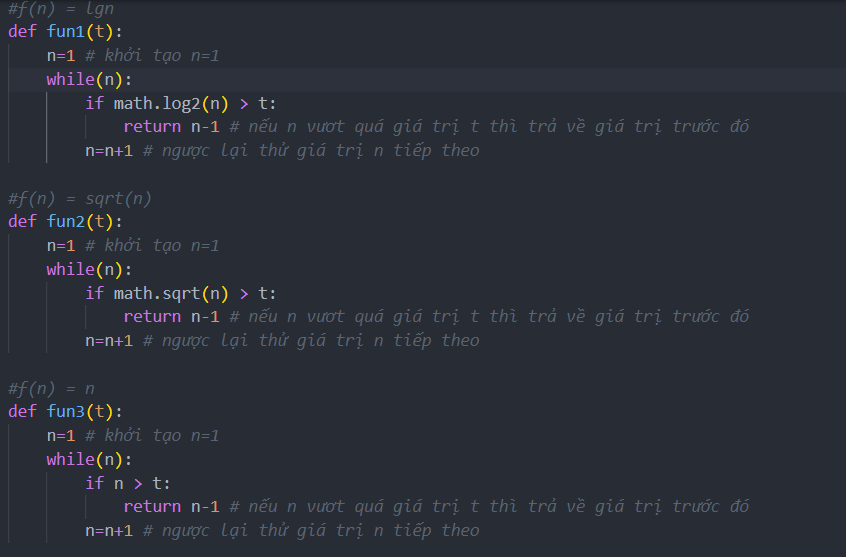 #f(n) = lgn
def fun1(t):
    n=1 # khởi tạo n=1
    while(n):
        if math.log2(n) > t:
            return n-1 # nếu n vươt quá giá trị t thì trả về giá trị trước đó
        n=n+1 # ngược lại thử giá trị n tiếp theo

#f(n) = sqrt(n)
def fun2(t):
    n=1 # khởi tạo n=1
    while(n):
        if math.sqrt(n) > t:
            return n-1 # nếu n vươt quá giá trị t thì trả về giá trị trước đó
        n=n+1 # ngược lại thử giá trị n tiếp theo

#f(n) = n
def fun3(t):
    n=1 # khởi tạo n=1
    while(n):
        if n > t:
            return n-1 # nếu n vươt quá giá trị t thì trả về giá trị trước đó
        n=n+1 # ngược lại thử giá trị n tiếp theo